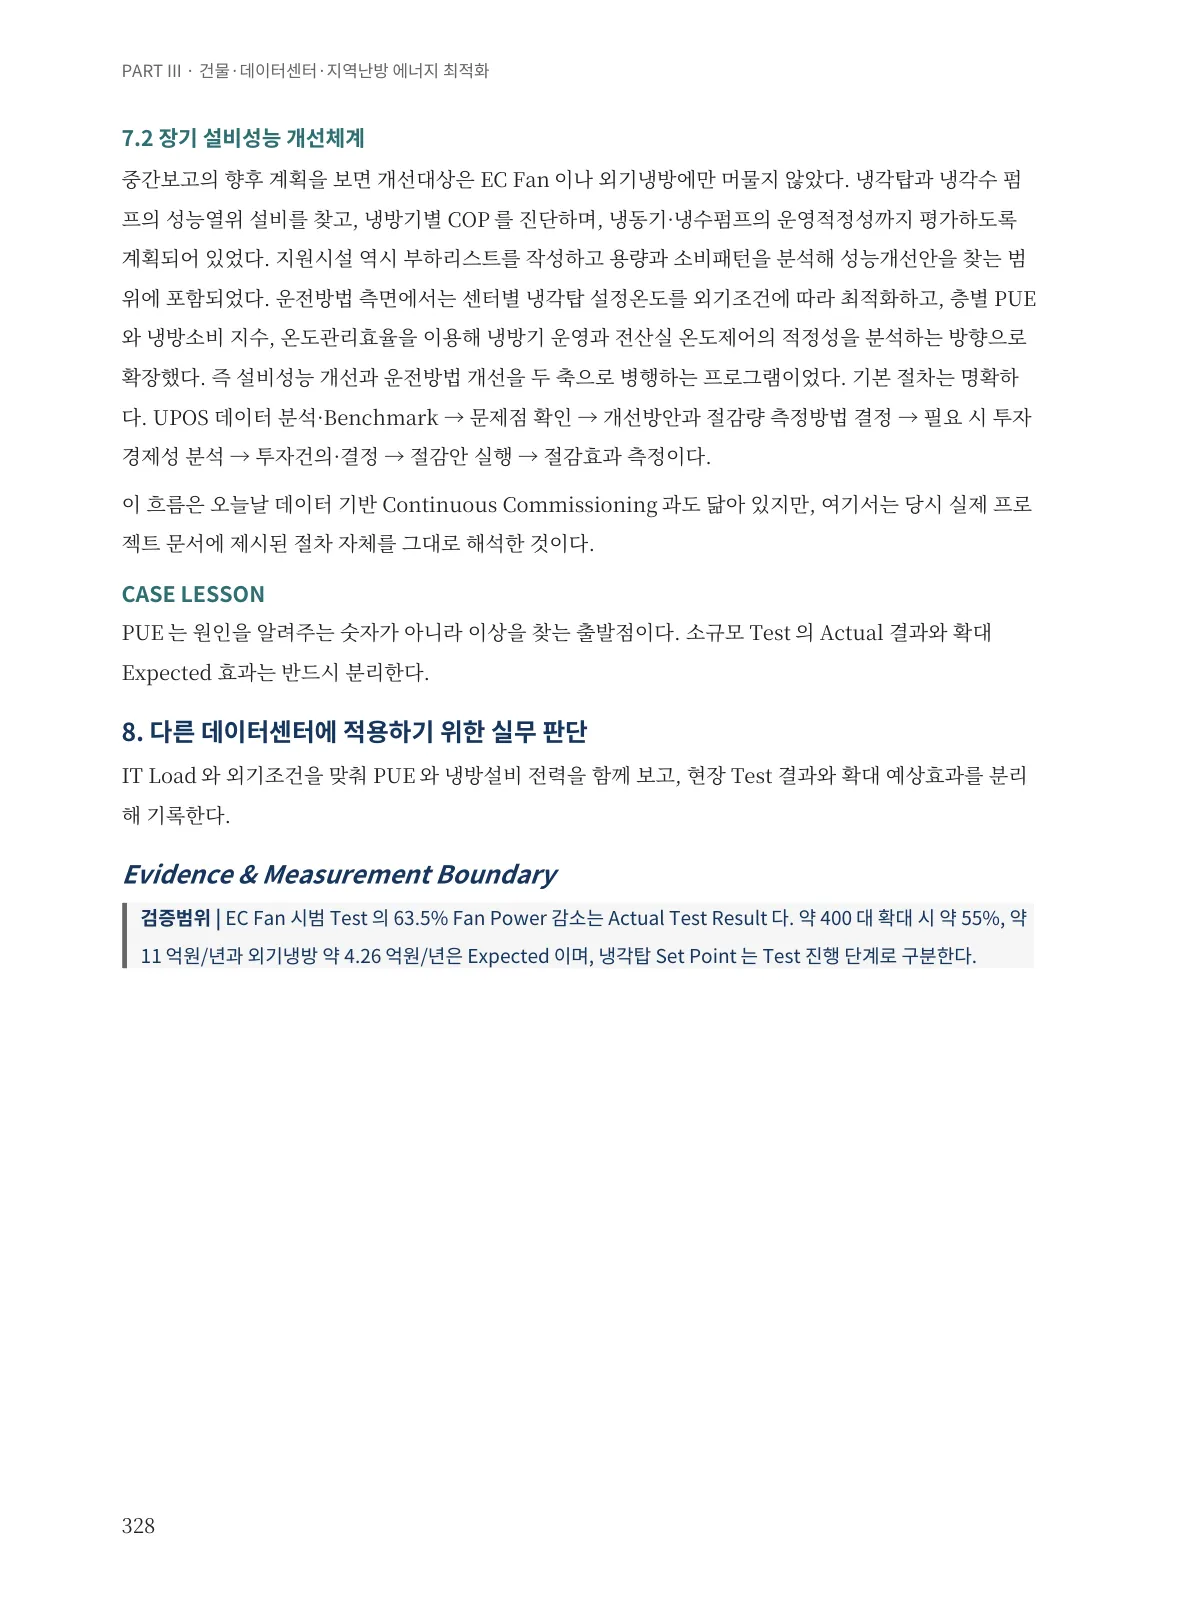 PART III · 건물·데이터센터·지역난방 에너지 최적화
7.2 장기 설비성능 개선체계
중간보고의 향후 계획을 보면 개선대상은 EC Fan 이나 외기냉방에만 머물지 않았다. 냉각탑과 냉각수 펌
프의 성능열위 설비를 찾고, 냉방기별 COP 를 진단하며, 냉동기·냉수펌프의 운영적정성까지 평가하도록
계획되어 있었다. 지원시설 역시 부하리스트를 작성하고 용량과 소비패턴을 분석해 성능개선안을 찾는 범
위에 포함되었다. 운전방법 측면에서는 센터별 냉각탑 설정온도를 외기조건에 따라 최적화하고, 층별 PUE
와 냉방소비 지수, 온도관리효율을 이용해 냉방기 운영과 전산실 온도제어의 적정성을 분석하는 방향으로
확장했다. 즉 설비성능 개선과 운전방법 개선을 두 축으로 병행하는 프로그램이었다. 기본 절차는 명확하
다. UPOS 데이터 분석·Benchmark → 문제점 확인 → 개선방안과 절감량 측정방법 결정 → 필요 시 투자
경제성 분석 → 투자건의·결정 → 절감안 실행 → 절감효과 측정이다.
이 흐름은 오늘날 데이터 기반 Continuous Commissioning 과도 닮아 있지만, 여기서는 당시 실제 프로
젝트 문서에 제시된 절차 자체를 그대로 해석한 것이다.
CASE LESSON
PUE 는 원인을 알려주는 숫자가 아니라 이상을 찾는 출발점이다. 소규모 Test 의 Actual 결과와 확대
Expected 효과는 반드시 분리한다.
8. 다른 데이터센터에 적용하기 위한 실무 판단
IT Load 와 외기조건을 맞춰 PUE 와 냉방설비 전력을 함께 보고, 현장 Test 결과와 확대 예상효과를 분리
해 기록한다.
Evidence & Measurement Boundary
검증범위 | EC Fan 시범 Test 의 63.5% Fan Power 감소는 Actual Test Result 다. 약 400 대 확대 시 약 55%, 약
11 억원/년과 외기냉방 약 4.26 억원/년은 Expected 이며, 냉각탑 Set Point 는 Test 진행 단계로 구분한다.
328